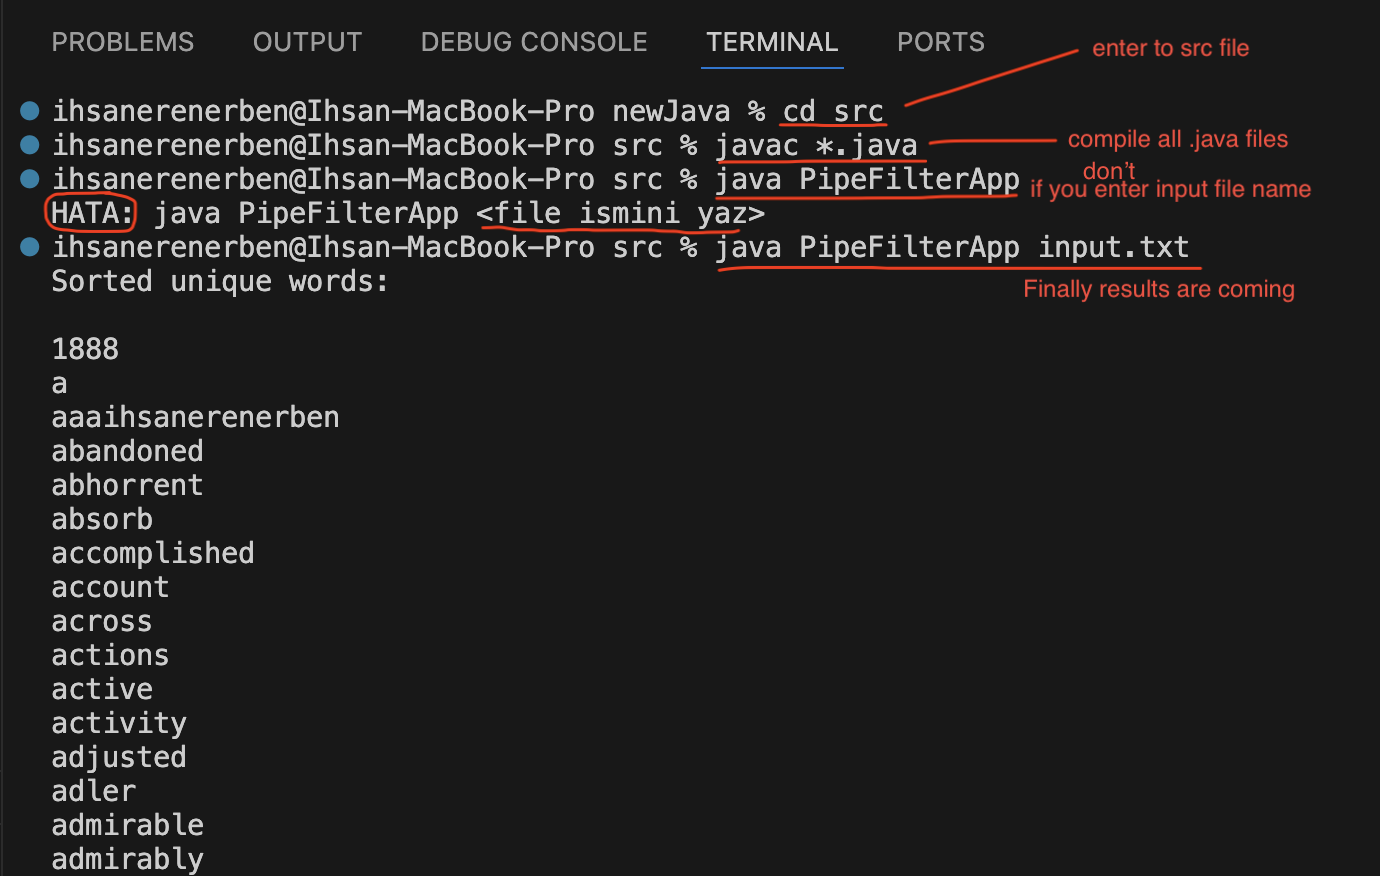 PROBLEMS OUTPUT DEBUG CONSOLE TERMINAL PORTS
enter to src file
ihsanerenerben@Ihsan-MacBook-Pro newJava % cd src
ihsanerenerben@Ihsan-MacBook-Pro src % javac *.java
compile all .java files
ihsanerenerben@Ihsan-MacBook-Pro src % java PipeFilterApp
don't
if you enter input file name
HATA: java PipeFilterApp <file ismini yaz>
ihsanerenerben@Ihsan-MacBook-Pro src % java PipeFilterApp input.txt
Sorted unique words:
Finally results are coming
1888
a
aaaihsanerenerben
abandoned
abhorrent
absorb
accomplished
account
across
actions
active
activity
adjusted
adler
admirable
admirably